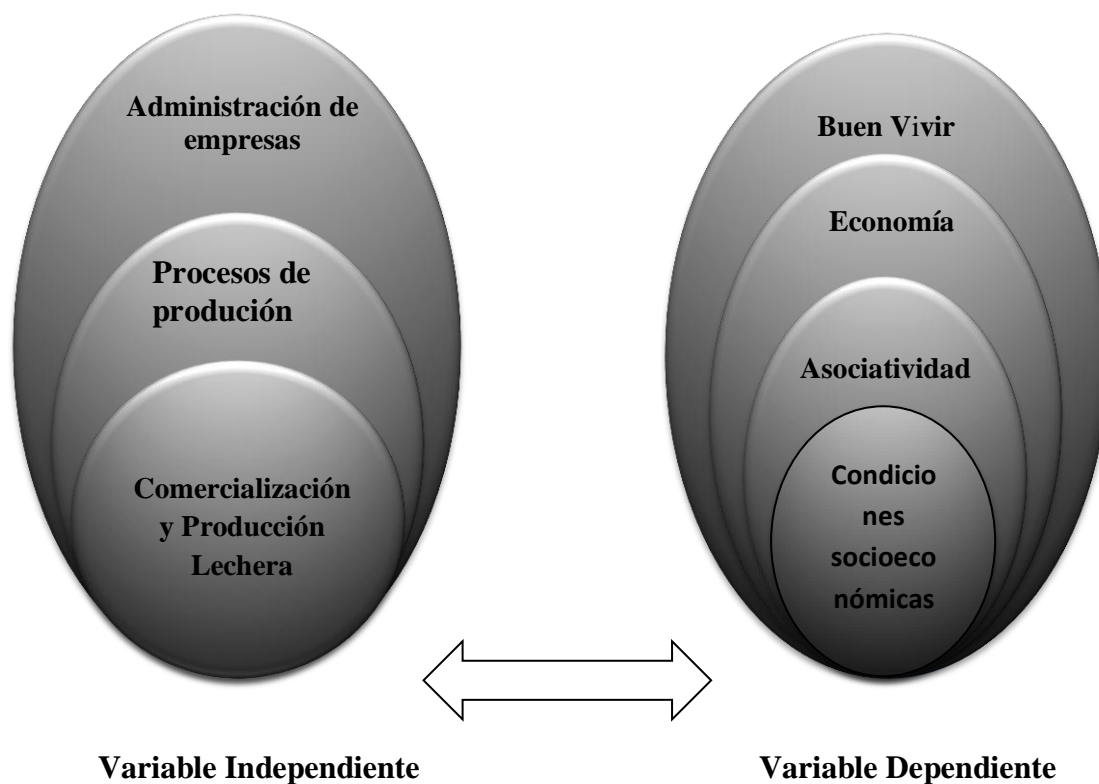 Administración de
empresas
Procesos de
produción
Comercialización
y Producción
Lechera
Buen Vivir
Economía
Asociatividad
Condicio
nes
socioeco
nómicas
Variable Independiente
Variable Dependiente